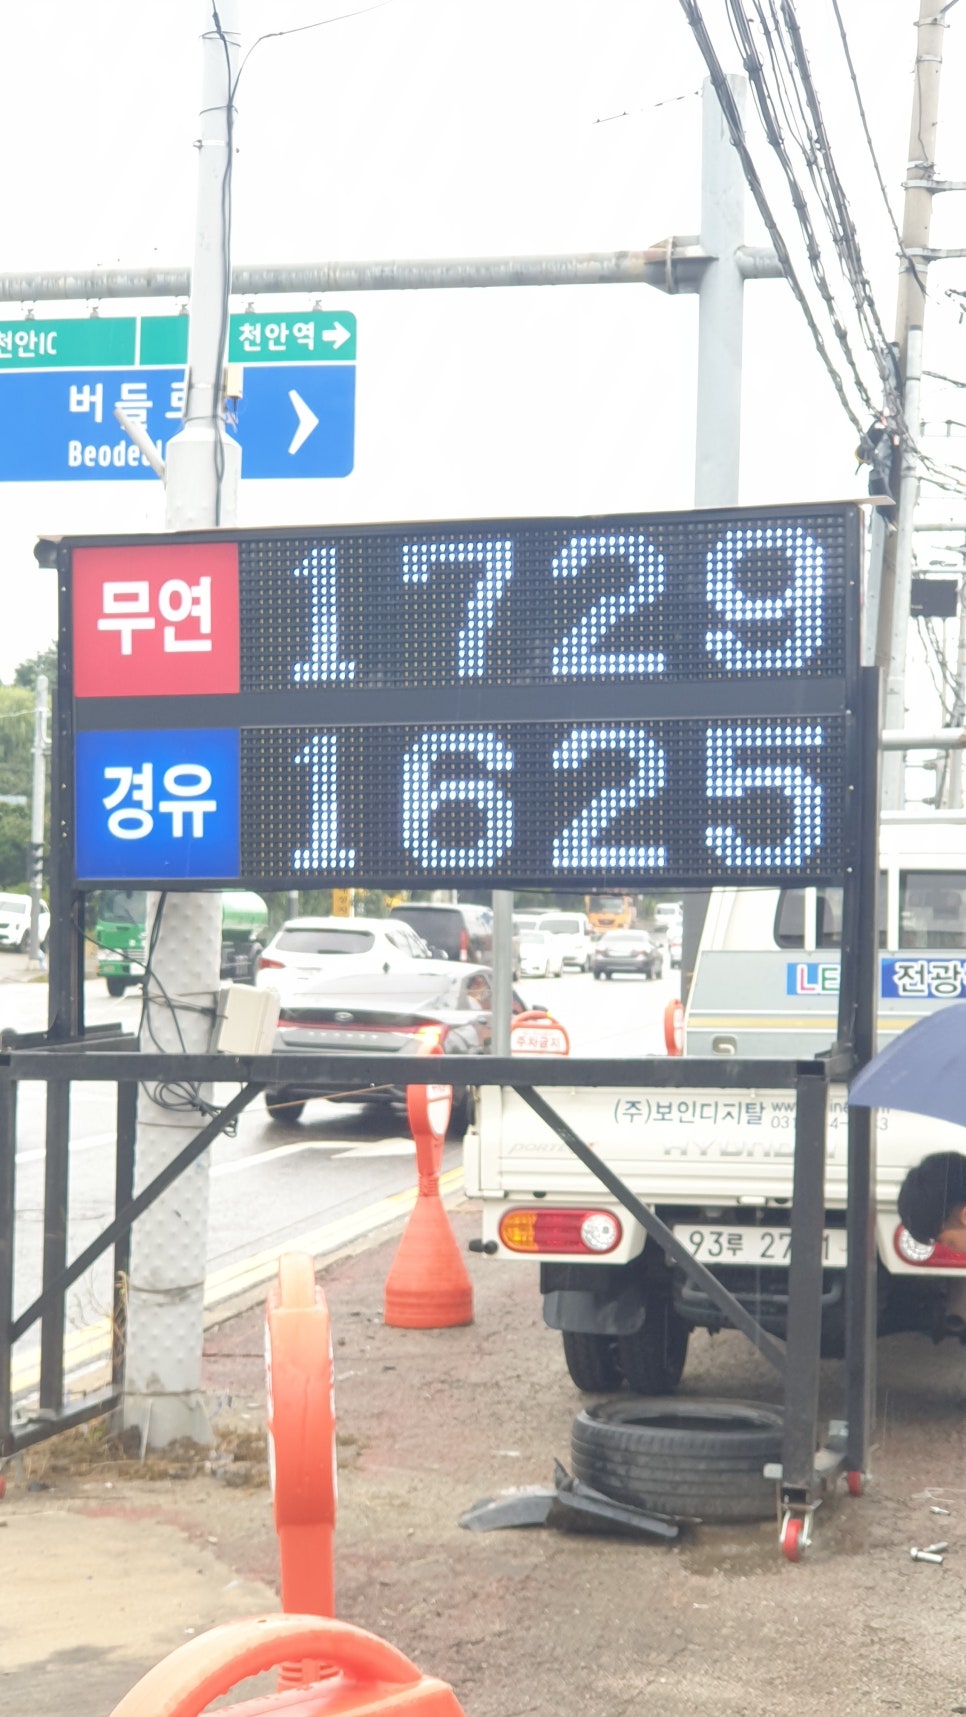 천안IC
천안역
버들로
무연 1729
경유 1625
주차금지
전광
(주)보인디지탈
HYUNDAI
93루